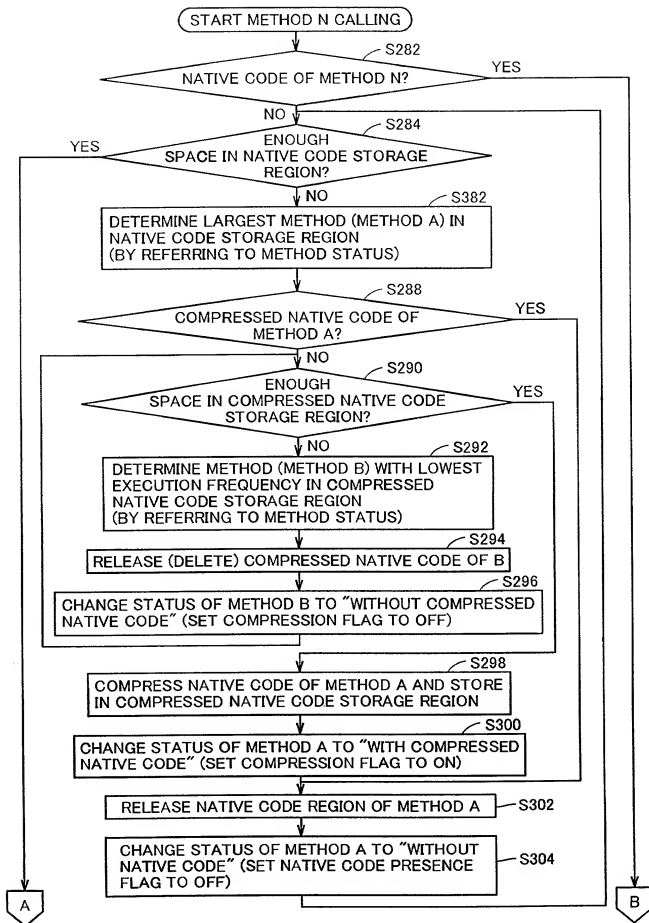 START METHOD N CALLING
S282
NATIVE CODE OF METHOD N?
YES
NO
S284
YES
ENOUGH
SPACE IN NATIVE CODE STORAGE
REGION?
NO
S382
DETERMINE LARGEST METHOD (METHOD A) IN
NATIVE CODE STORAGE REGION
(BY REFERRING TO METHOD STATUS)
S288
COMPRESSED NATIVE CODE OF
METHOD A?
YES
NO
S290
ENOUGH
SPACE IN COMPRESSED NATIVE CODE
STORAGE REGION?
YES
NO
S292
DETERMINE METHOD (METHOD B) WITH LOWEST
EXECUTION FREQUENCY IN COMPRESSED
NATIVE CODE STORAGE REGION
(BY REFERRING TO METHOD STATUS)
S294
RELEASE (DELETE) COMPRESSED NATIVE CODE OF B
S296
CHANGE STATUS OF METHOD B TO "WITHOUT COMPRESSED
NATIVE CODE" (SET COMPRESSION FLAG TO OFF)
S298
COMPRESS NATIVE CODE OF METHOD A AND STORE
IN COMPRESSED NATIVE CODE STORAGE REGION
S300
CHANGE STATUS OF METHOD A TO "WITH COMPRESSED
NATIVE CODE" (SET COMPRESSION FLAG TO ON)
RELEASE NATIVE CODE REGION OF METHOD A
S302
CHANGE STATUS OF METHOD A TO "WITHOUT
NATIVE CODE" (SET NATIVE CODE PRESENCE
FLAG TO OFF)
S304
A
B